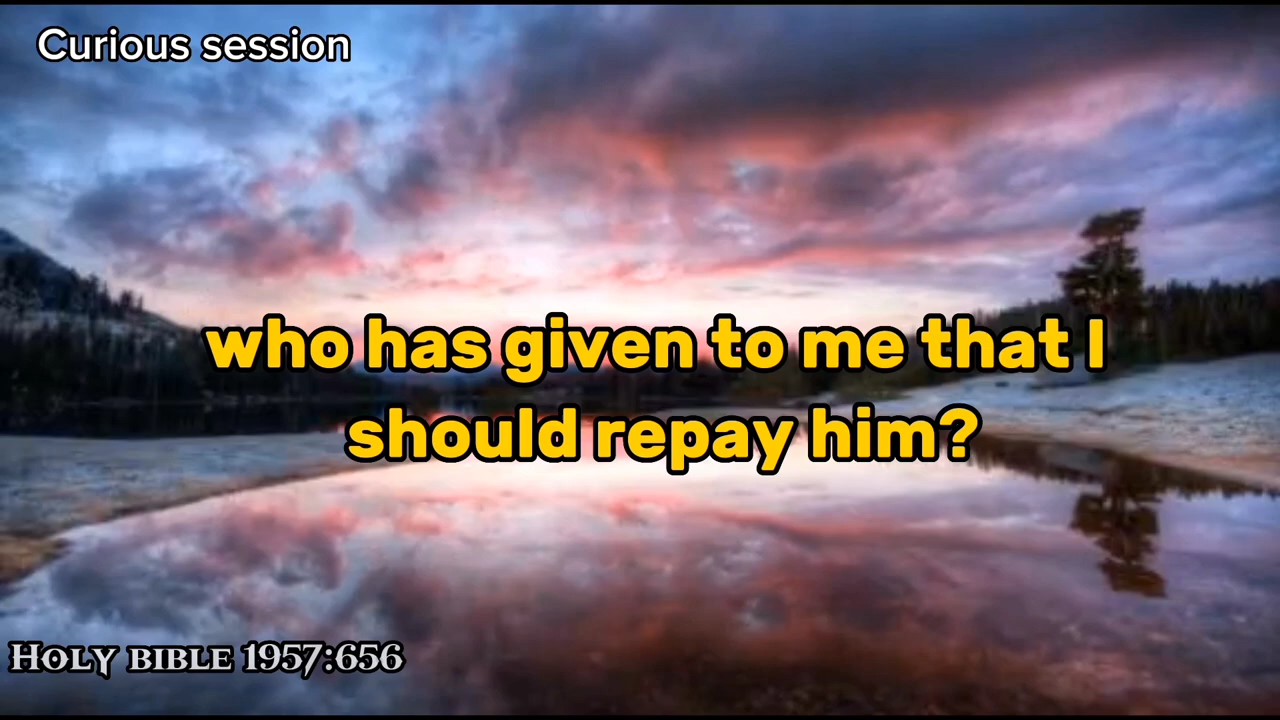 Curious session
who has given to me that I
should repay him?
HOLY BIBLE 1957:656